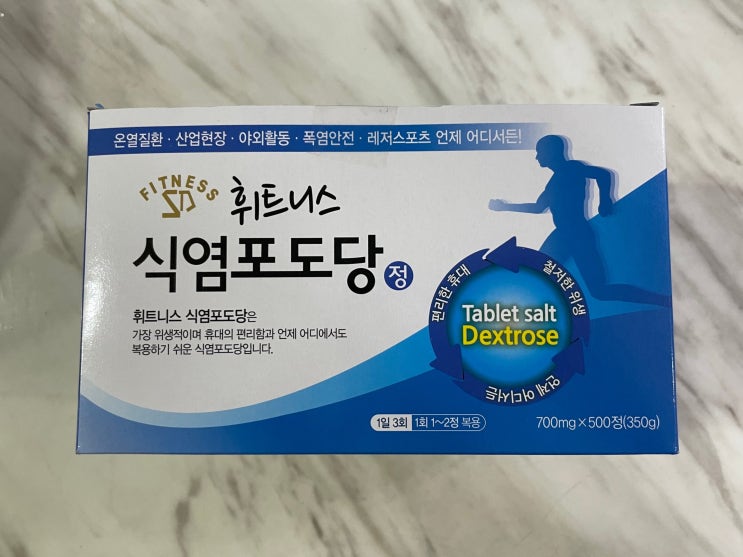 온열질환 · 산업현장 · 야외활동 · 폭염안전 · 레저스포츠 언제 어디서든!
FITNESS
SD
휘트니스
식염포도당 정
휘트니스 식염포도당은
가장 위생적이며 휴대의 편리함과 언제 어디에서도
복용하기 쉬운 식염포도당입니다.
편리한 휴대
철저한 위생
언제 어디서든
Tablet salt
Dextrose
1일 3회 1회 1~2정 복용
700mg×500정(350g)